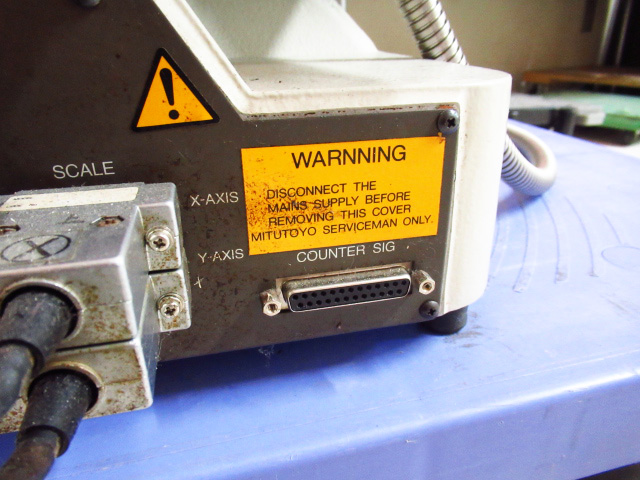 SCALE
X-AXIS
Y-AXIS
X
WARNNING
DISCONNECT THE
MAINS SUPPLY BEFORE
REMOVING THIS COVER
MITUTOYO SERVICEMAN ONLY.
COUNTER SIG
X